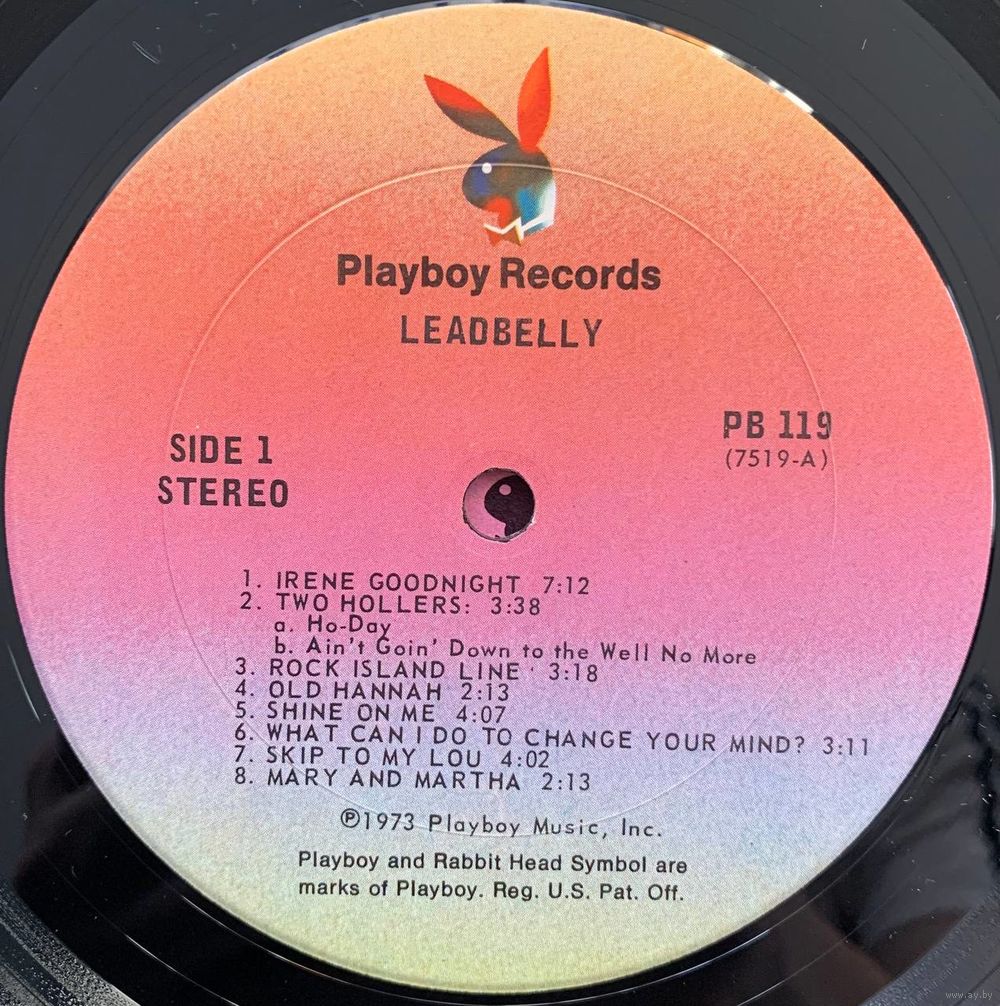 Playboy Records
LEADBELLY
PB 119
(7519-A)
SIDE 1
STEREO
1. IRENE GOODNIGHT 7:12
2. TWO HOLLERS: 3:38
a. Ho-Day
b. Ain't Goin' Down to the Well No More
3. ROCK ISLAND LINE 3:18
4. OLD HANNAH 2:13
5. SHINE ON ME 4:07
6. WHAT CAN I DO TO CHANGE YOUR MIND? 3:11
7. SKIP TO MY LOU 4:02
8. MARY AND MARTHA 2:13
℗1973 Playboy Music, Inc.
Playboy and Rabbit Head Symbol are
marks of Playboy. Reg. U.S. Pat. Off.
www.ay.by